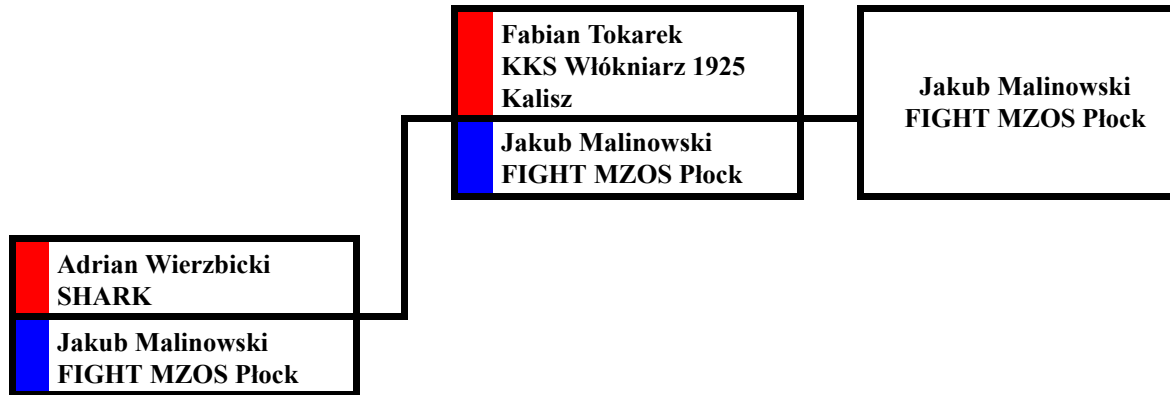 Fabian Tokarek
KKS Włókniarz 1925
Kalisz
Jakub Malinowski
FIGHT MZOS Płock
Jakub Malinowski
FIGHT MZOS Płock
Adrian Wierzbicki
SHARK
Jakub Malinowski
FIGHT MZOS Płock